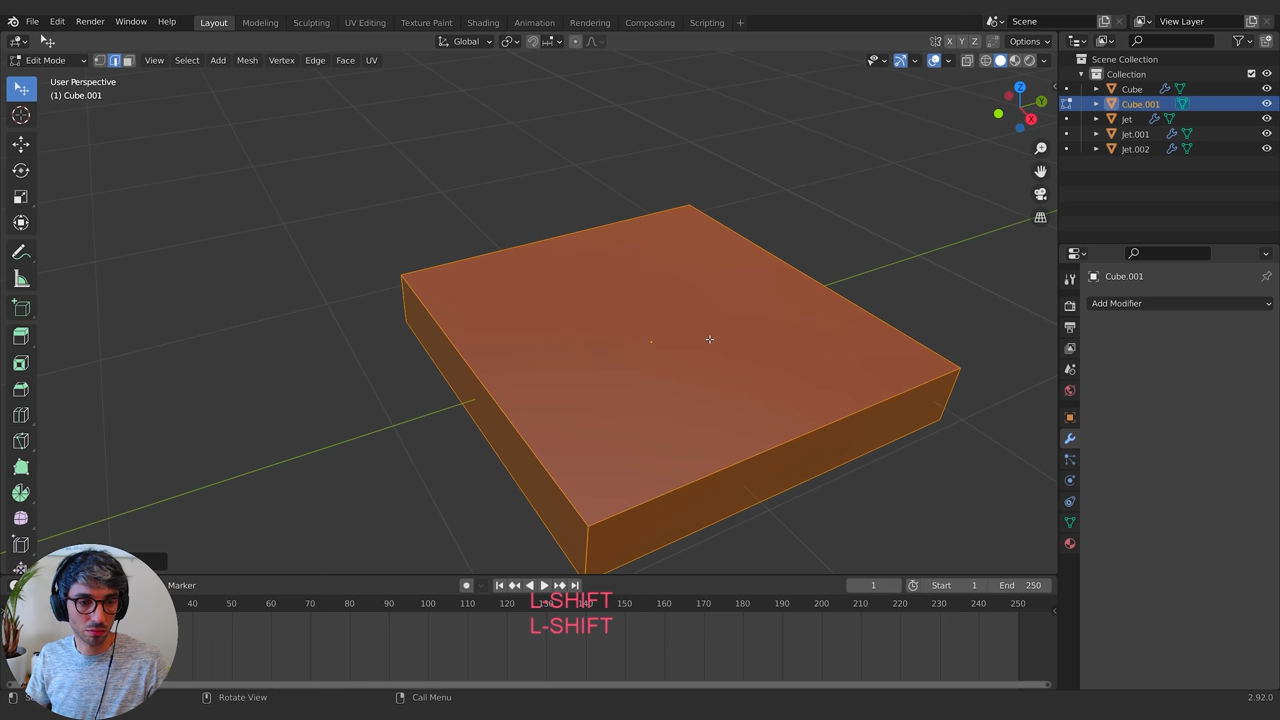 File Edit Render Window Help Layout Modeling Sculpting UV Editing Texture Paint Shading Animation Rendering Compositing Scripting + Scene View Layer
Global X Y Z Options
Edit Mode View Select Add Mesh Vertex Edge Face UV
User Perspective
(1) Cube.001
Z
Y
X
Scene Collection
Collection
Cube
Cube.001
Jet
Jet.001
Jet.002
Cube.001
Add Modifier
Marker 1 Start 1 End 250
40 50 60 70 80 90 100 110 120 130 140 150 160 170 180 190 200 210 220 230 240 250
L-SHIFT
L-SHIFT
Rotate View Call Menu 2.92.0